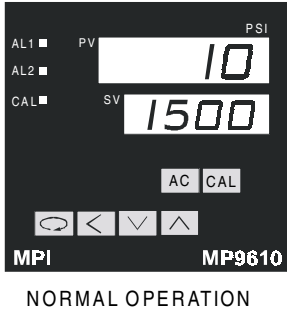 PSI
AL1 PV 10
AL2
CAL SV 1500
AC CAL
MPI MP9610
NORMAL OPERATION